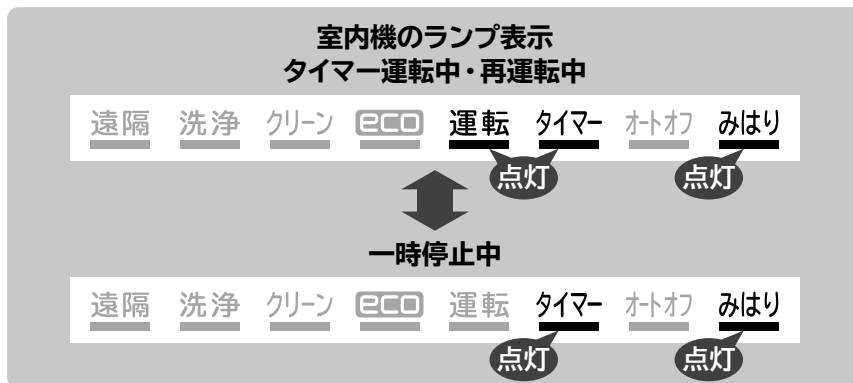 室内機のランプ表示
タイマー運転中・再運転中
遠隔 洗浄 クリーン eco 運転 タイマー オートオフ みはり
点灯 点灯
一時停止中
遠隔 洗浄 クリーン eco 運転 タイマー オートオフ みはり
点灯 点灯